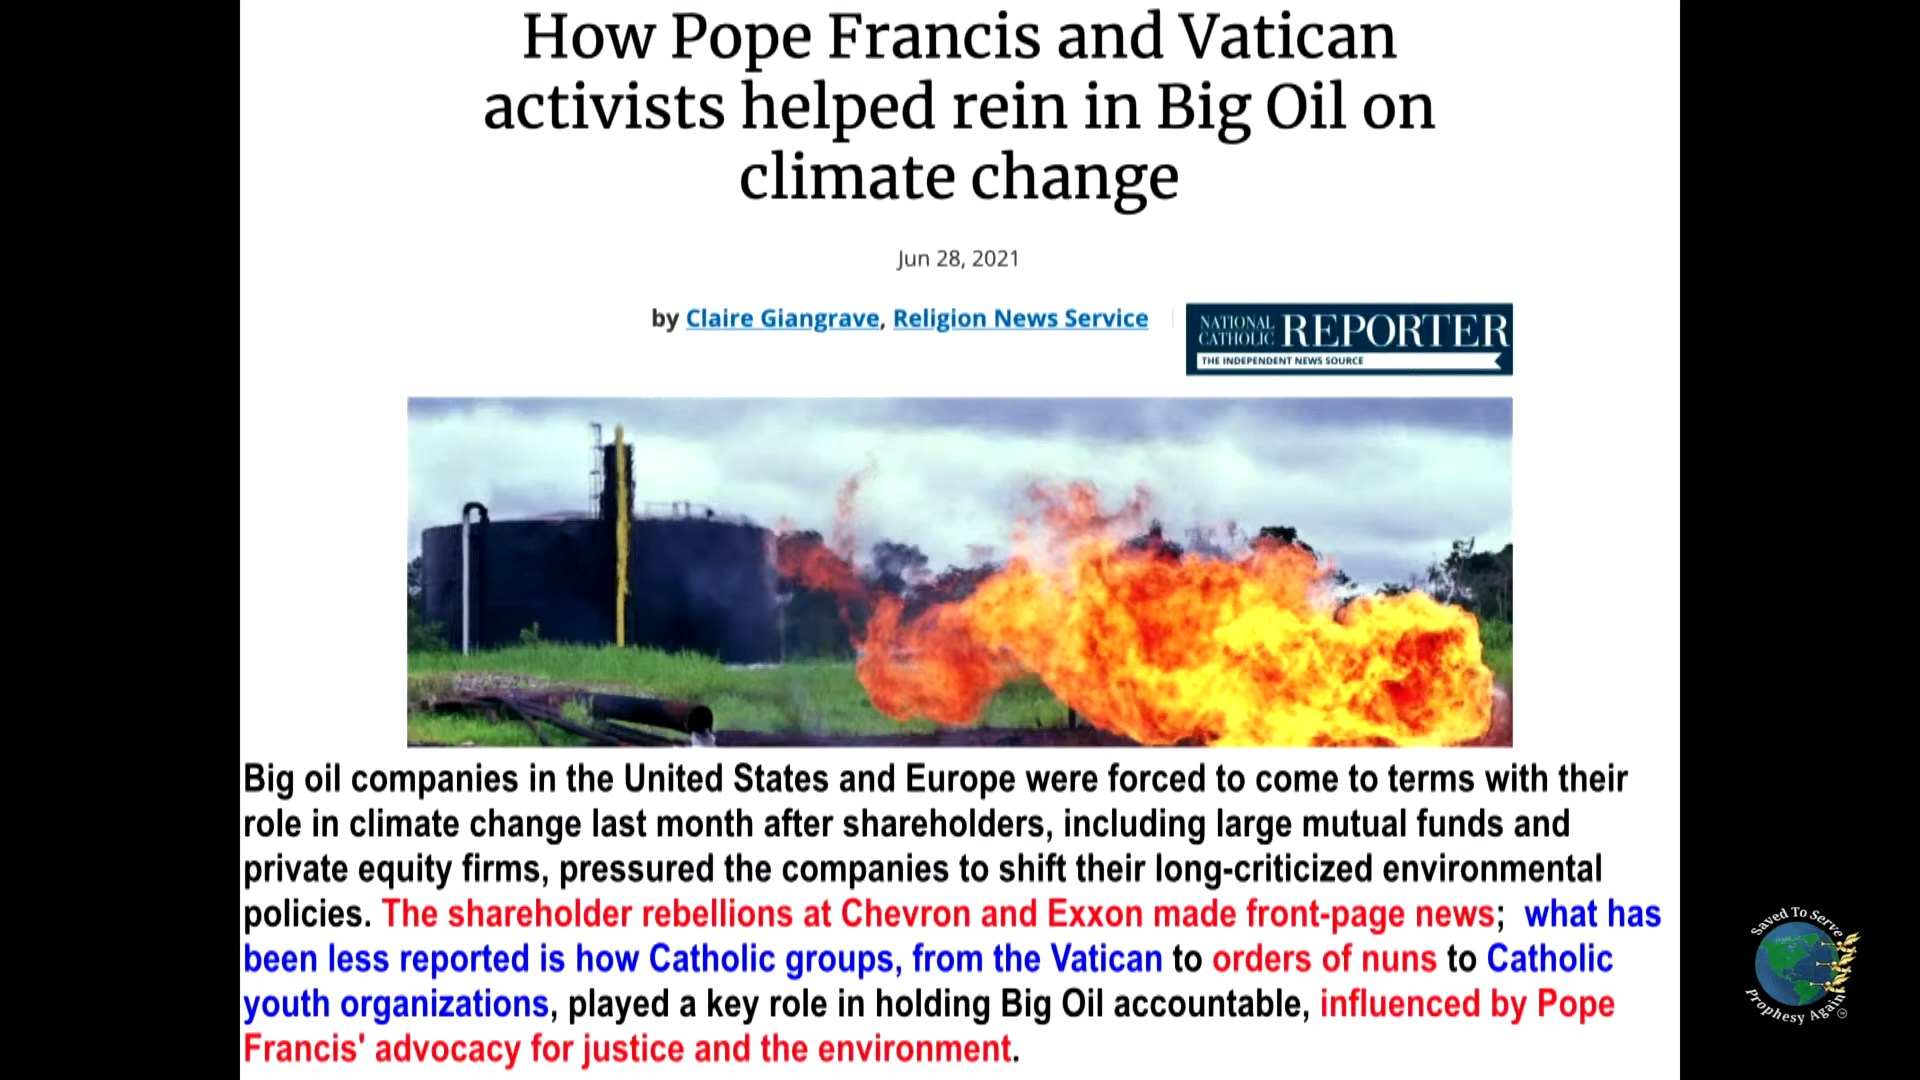 How Pope Francis and Vatican
activists helped rein in Big Oil on
climate change
Jun 28, 2021
by Claire Giangrave, Religion News Service
NATIONAL
CATHOLIC
REPORTER
THE INDEPENDENT NEWS SOURCE
Big oil companies in the United States and Europe were forced to come to terms with their
role in climate change last month after shareholders, including large mutual funds and
private equity firms, pressured the companies to shift their long-criticized environmental
policies. The shareholder rebellions at Chevron and Exxon made front-page news; what has
been less reported is how Catholic groups, from the Vatican to orders of nuns to Catholic
youth organizations, played a key role in holding Big Oil accountable, influenced by Pope
Francis' advocacy for justice and the environment.
Saved To Serve
Prophesy Again